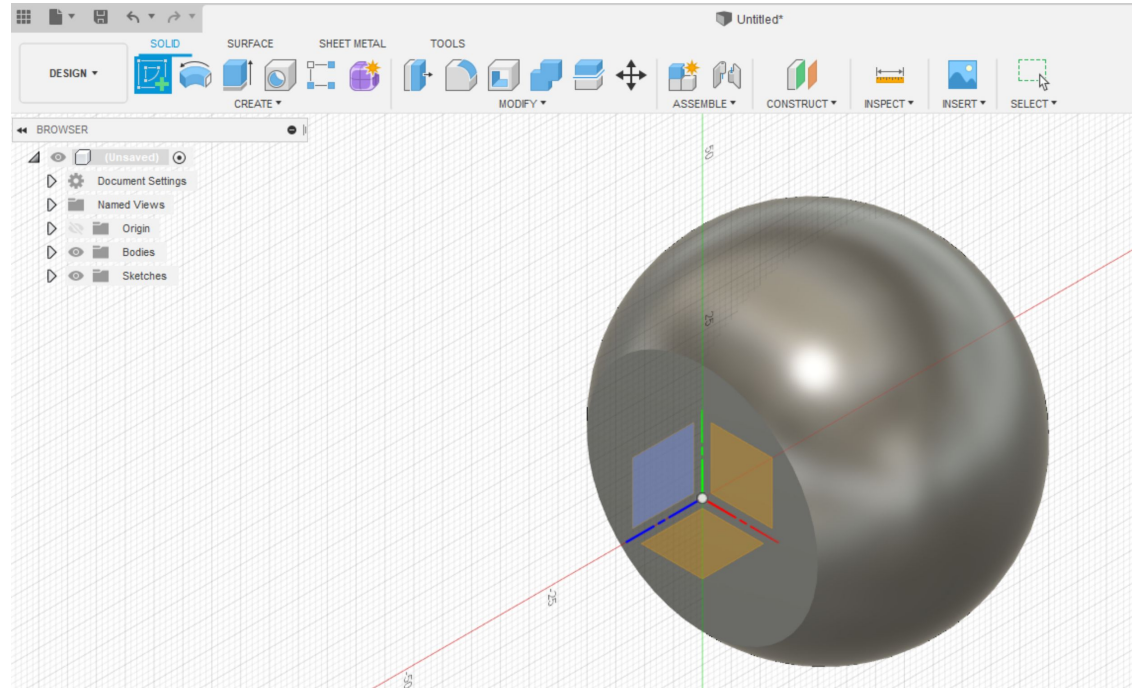 Untitled*
SOLID SURFACE SHEET METAL TOOLS
DESIGN
CREATE MODIFY ASSEMBLE CONSTRUCT INSPECT INSERT SELECT
BROWSER
(Unsaved)
Document Settings
Named Views
Origin
Bodies
Sketches
50
25
-25
-50